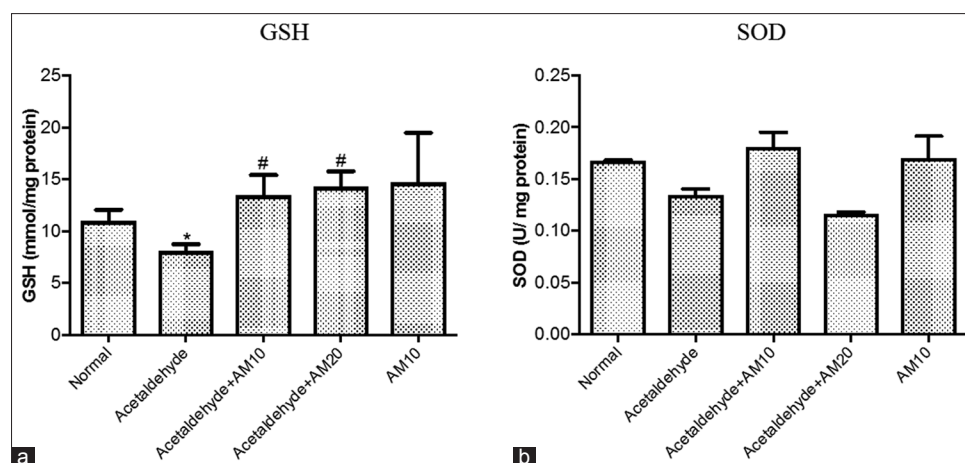 GSH
GSH (mmol/mg protein)
25
20
15
10
5
0
*
#
#
Normal
Acetaldehyde
Acetaldehyde+AM10
Acetaldehyde+AM20
AM10
a
SOD
SOD (U/ mg protein)
0.25
0.20
0.15
0.10
0.05
0.00
Normal
Acetaldehyde
Acetaldehyde+AM10
Acetaldehyde+AM20
AM10
b